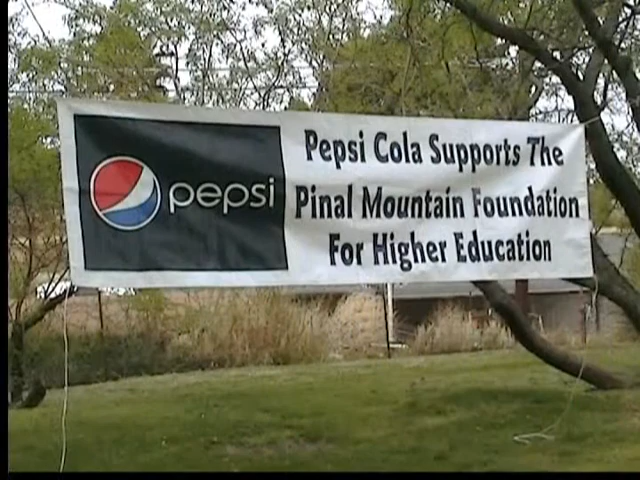 pepsi
Pepsi Cola Supports The
Pinal Mountain Foundation
For Higher Education